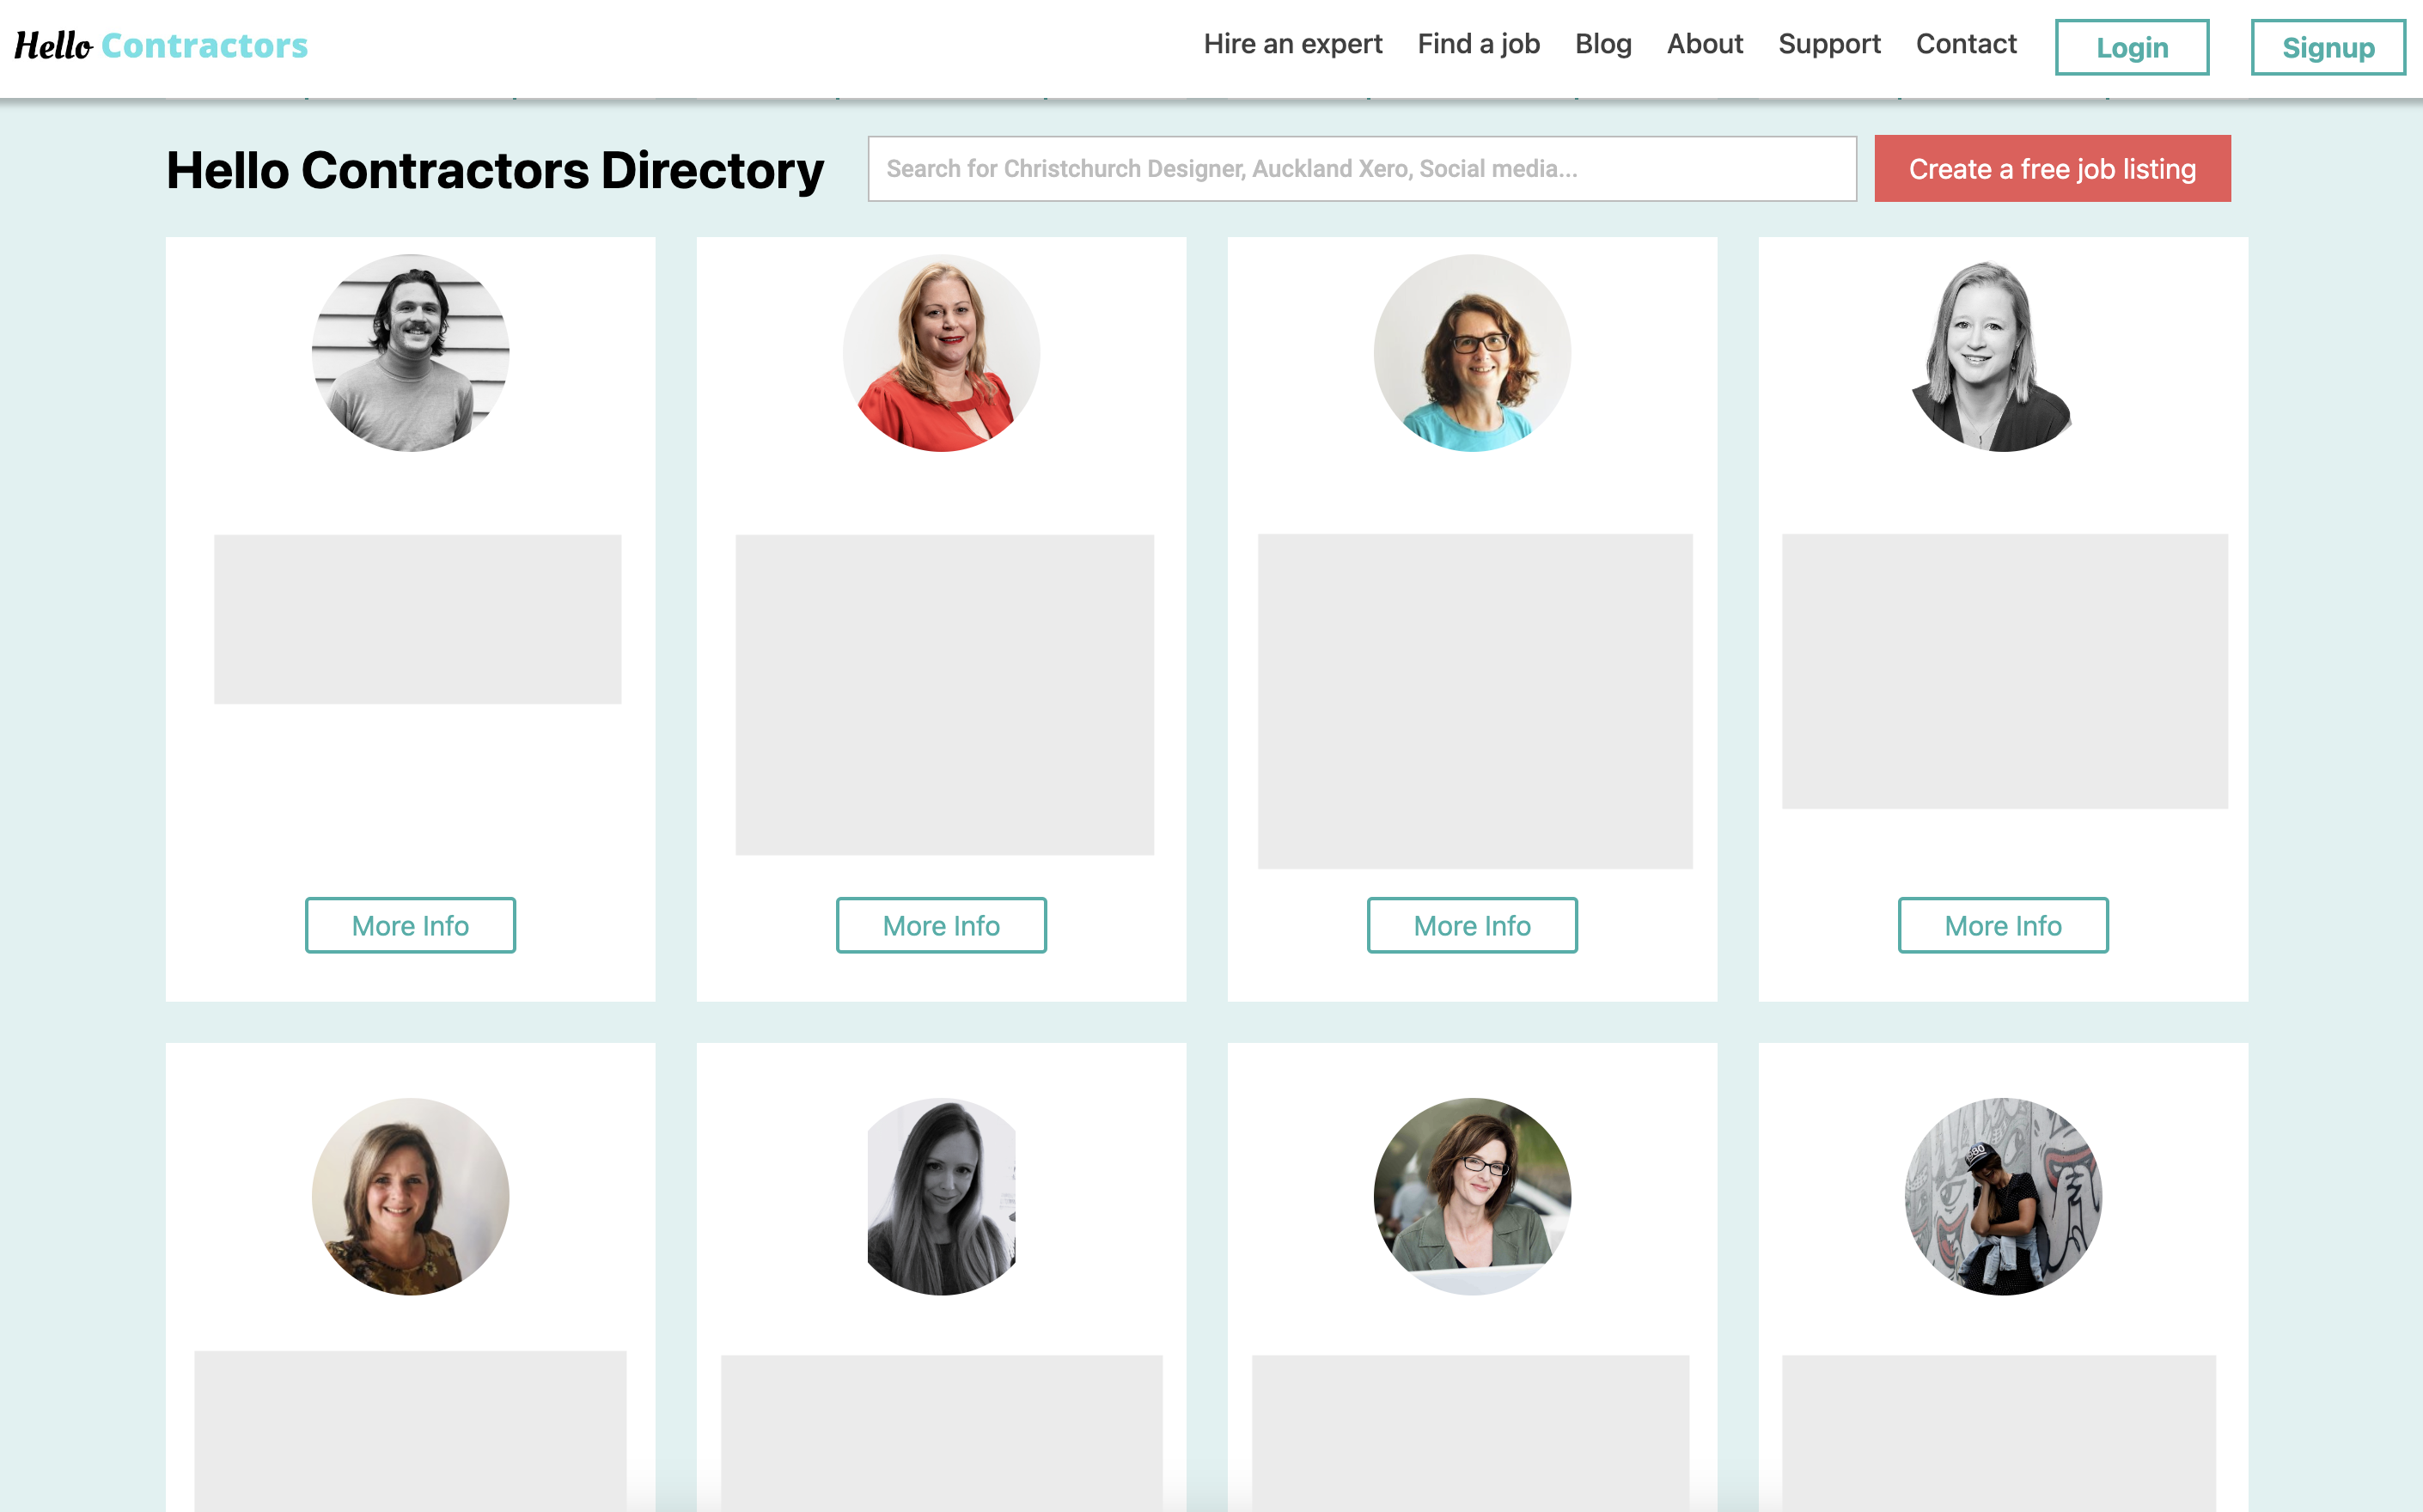 Hello Contractors
Hire an expert
Find a job
Blog
About
Support
Contact
Login
Signup
Hello Contractors Directory
Search for Christchurch Designer, Auckland Xero, Social media...
Create a free job listing
More Info
More Info
More Info
More Info